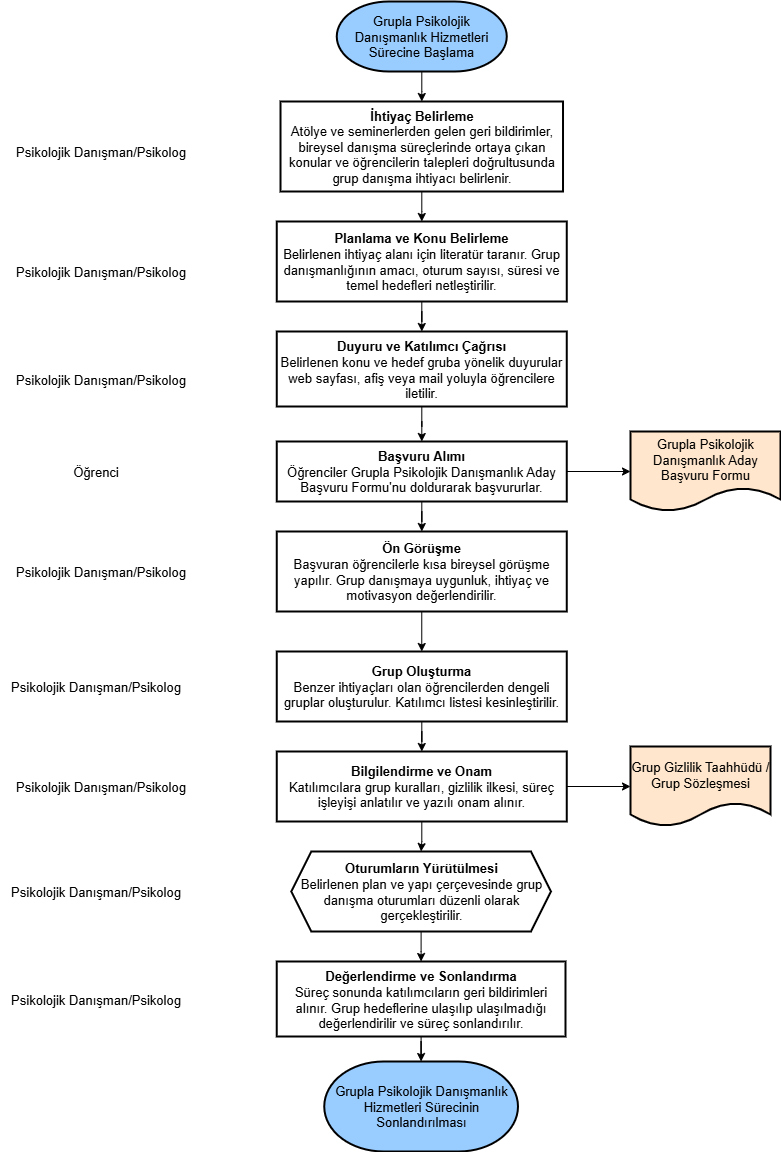 Grupla Psikolojik
Danışmanlık Hizmetleri
Sürecine Başlama
Psikolojik Danışman/Psikolog
İhtiyaç Belirleme
Atölye ve seminerlerden gelen geri bildirimler,
bireysel danışma süreçlerinde ortaya çıkan
konular ve öğrencilerin talepleri doğrultusunda
grup danışma ihtiyacı belirlenir.
Psikolojik Danışman/Psikolog
Planlama ve Konu Belirleme
Belirlenen ihtiyaç alanı için literatür taranır. Grup
danışmanlığının amacı, oturum sayısı, süresi ve
temel hedefleri netleştirilir.
Psikolojik Danışman/Psikolog
Duyuru ve Katılımcı Çağrısı
Belirlenen konu ve hedef gruba yönelik duyurular
web sayfası, afiş veya mail yoluyla öğrencilere
iletilir.
Öğrenci
Başvuru Alımı
Öğrenciler Grupla Psikolojik Danışmanlık Aday
Başvuru Formu'nu doldurarak başvururlar.
Grupla Psikolojik
Danışmanlık Aday
Başvuru Formu
Psikolojik Danışman/Psikolog
Ön Görüşme
Başvuran öğrencilerle kısa bireysel görüşme
yapılır. Grup danışmaya uygunluk, ihtiyaç ve
motivasyon değerlendirilir.
Psikolojik Danışman/Psikolog
Grup Oluşturma
Benzer ihtiyaçları olan öğrencilerden dengeli
gruplar oluşturulur. Katılımcı listesi kesinleştirilir.
Psikolojik Danışman/Psikolog
Bilgilendirme ve Onam
Katılımcılara grup kuralları, gizlilik ilkesi, süreç
işleyişi anlatılır ve yazılı onam alınır.
Grup Gizlilik Taahhüdü /
Grup Sözleşmesi
Psikolojik Danışman/Psikolog
Oturumların Yürütülmesi
Belirlenen plan ve yapı çerçevesinde grup
danışma oturumları düzenli olarak
gerçekleştirilir.
Psikolojik Danışman/Psikolog
Değerlendirme ve Sonlandırma
Süreç sonunda katılımcıların geri bildirimleri
alınır. Grup hedeflerine ulaşılıp ulaşılmadığı
değerlendirilir ve süreç sonlandırılır.
Grupla Psikolojik Danışmanlık
Hizmetleri Sürecinin
Sonlandırılması